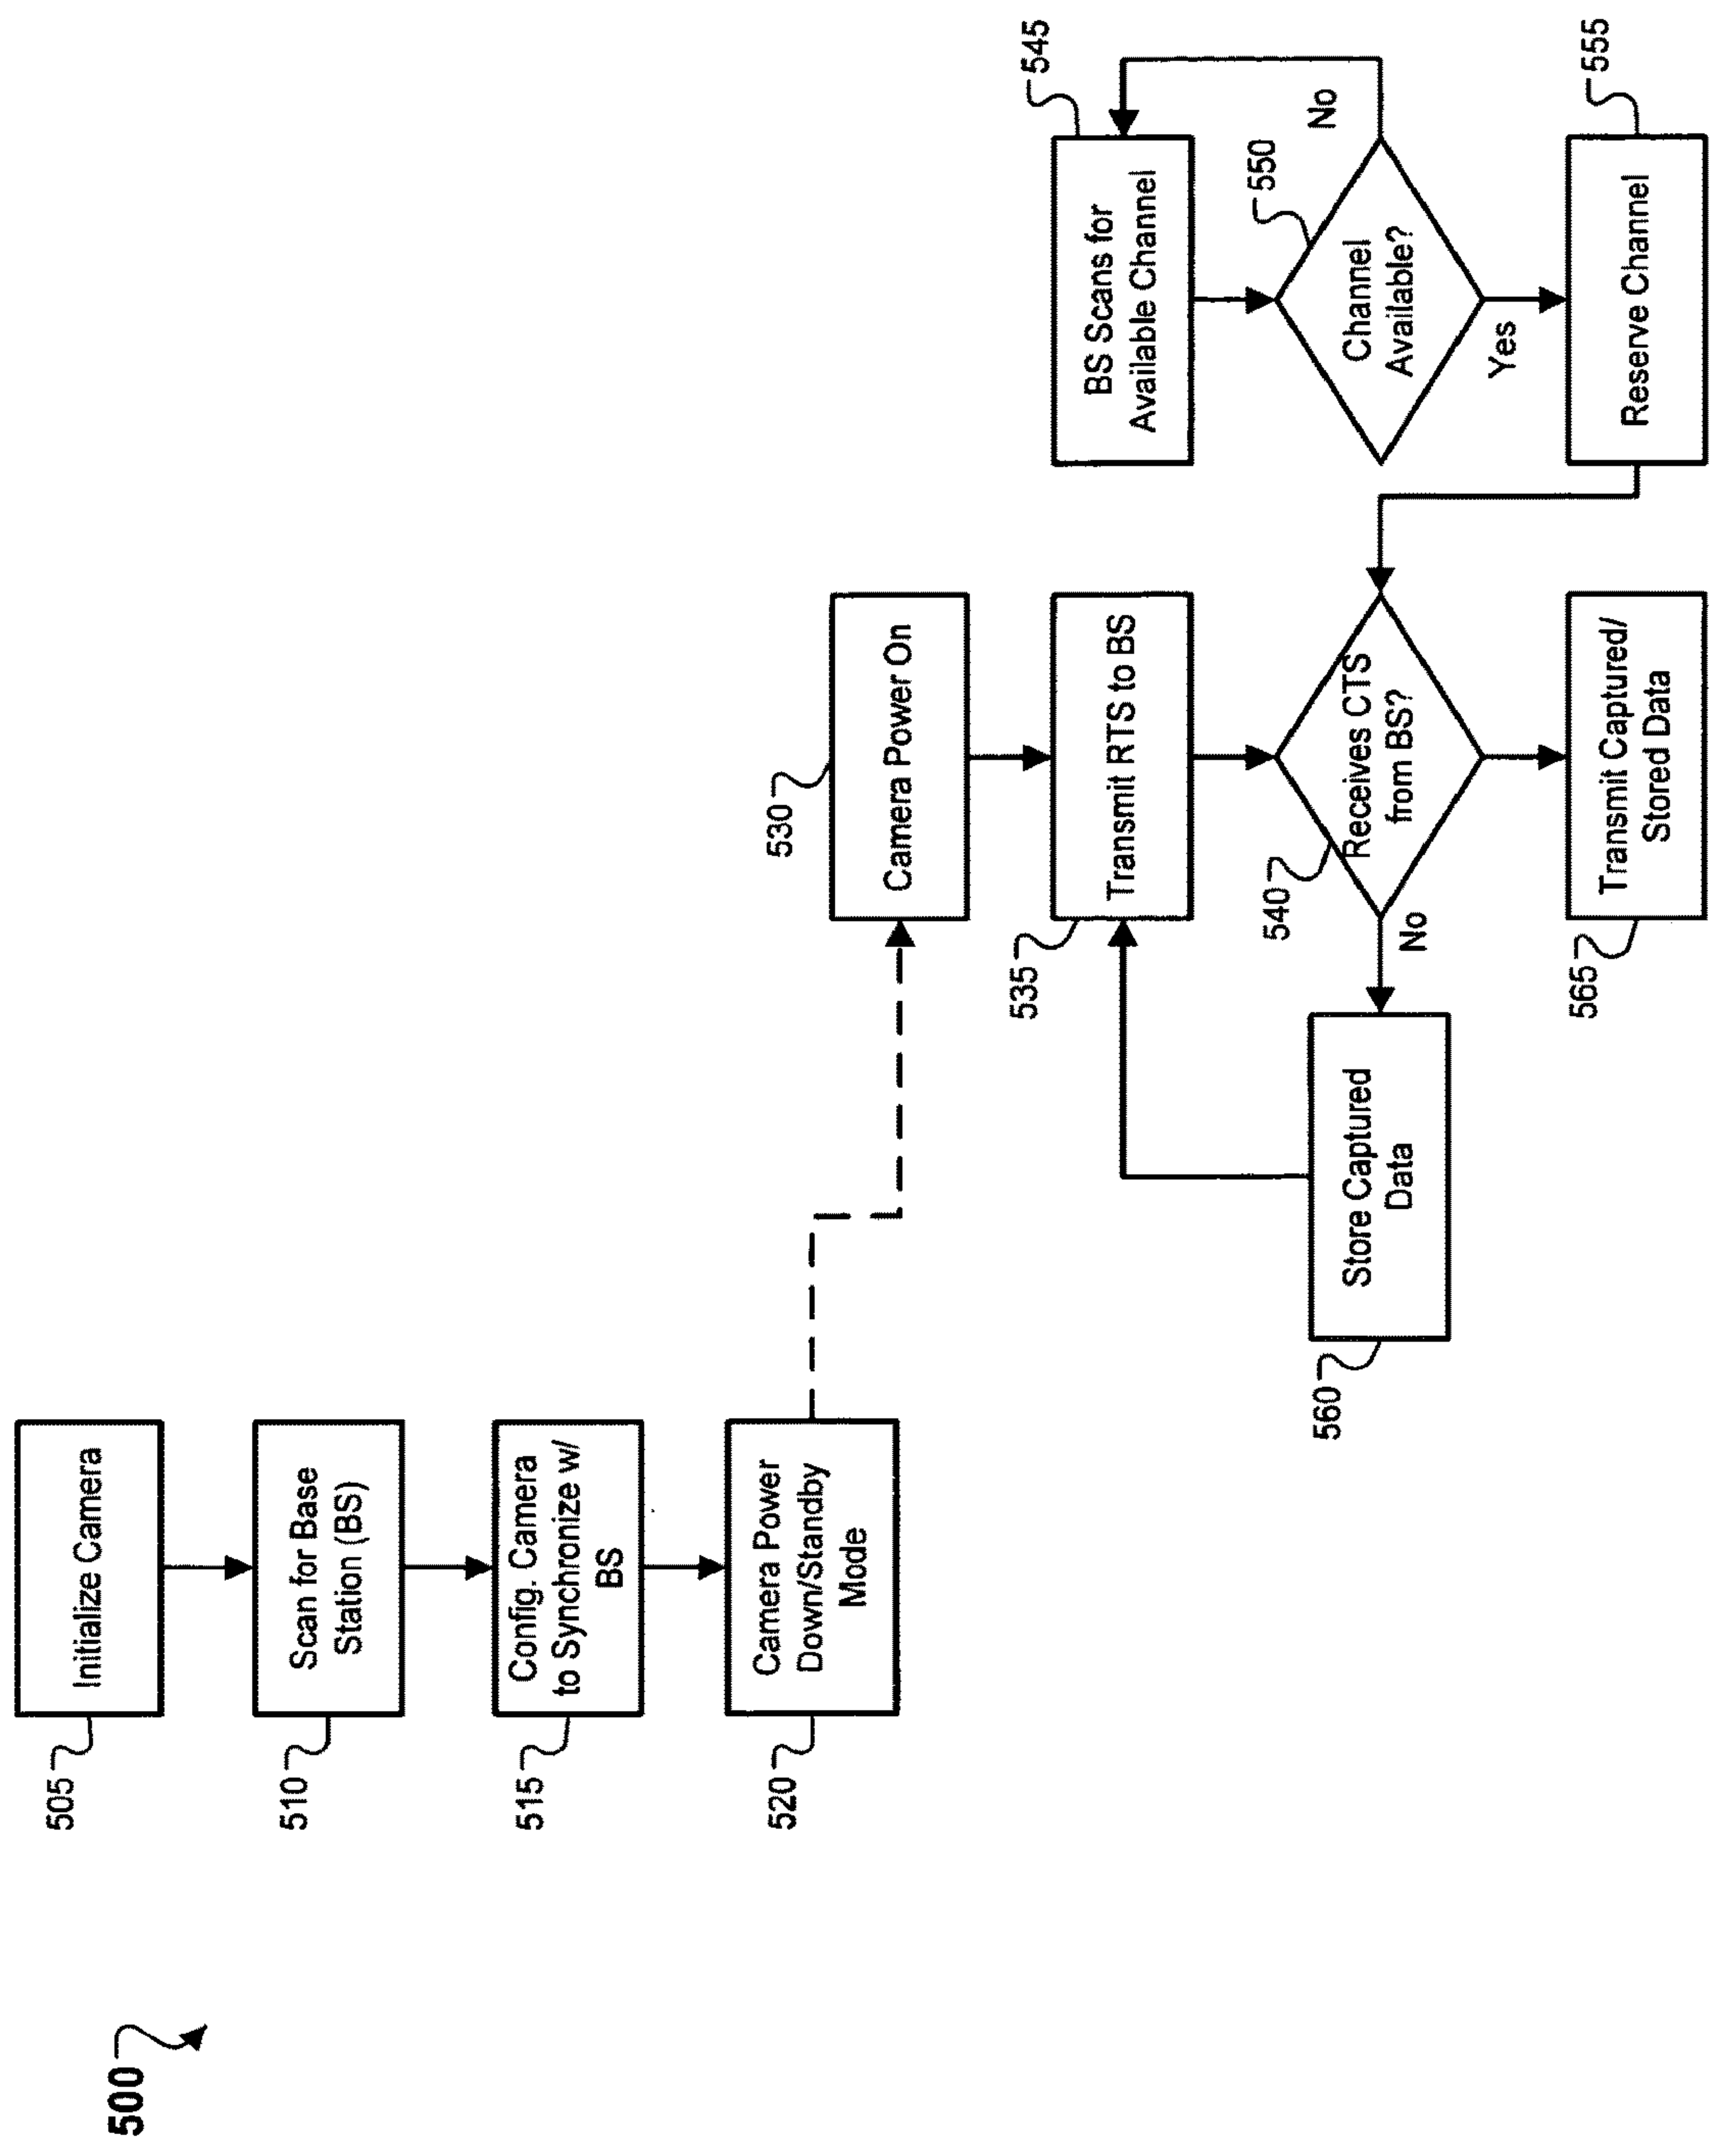 500
505
Initialize Camera
510
Scan for Base
Station (BS)
515
Config. Camera
to Synchronize w/
BS
520
Camera Power
Down/Standby
Mode
530
Camera Power On
535
Transmit RTS to BS
540
Receives CTS
from BS?
No
560
Store Captured
Data
565
Transmit Captured/
Stored Data
545
BS Scans for
Available Channel
550
Channel
Available?
No
Yes
555
Reserve Channel